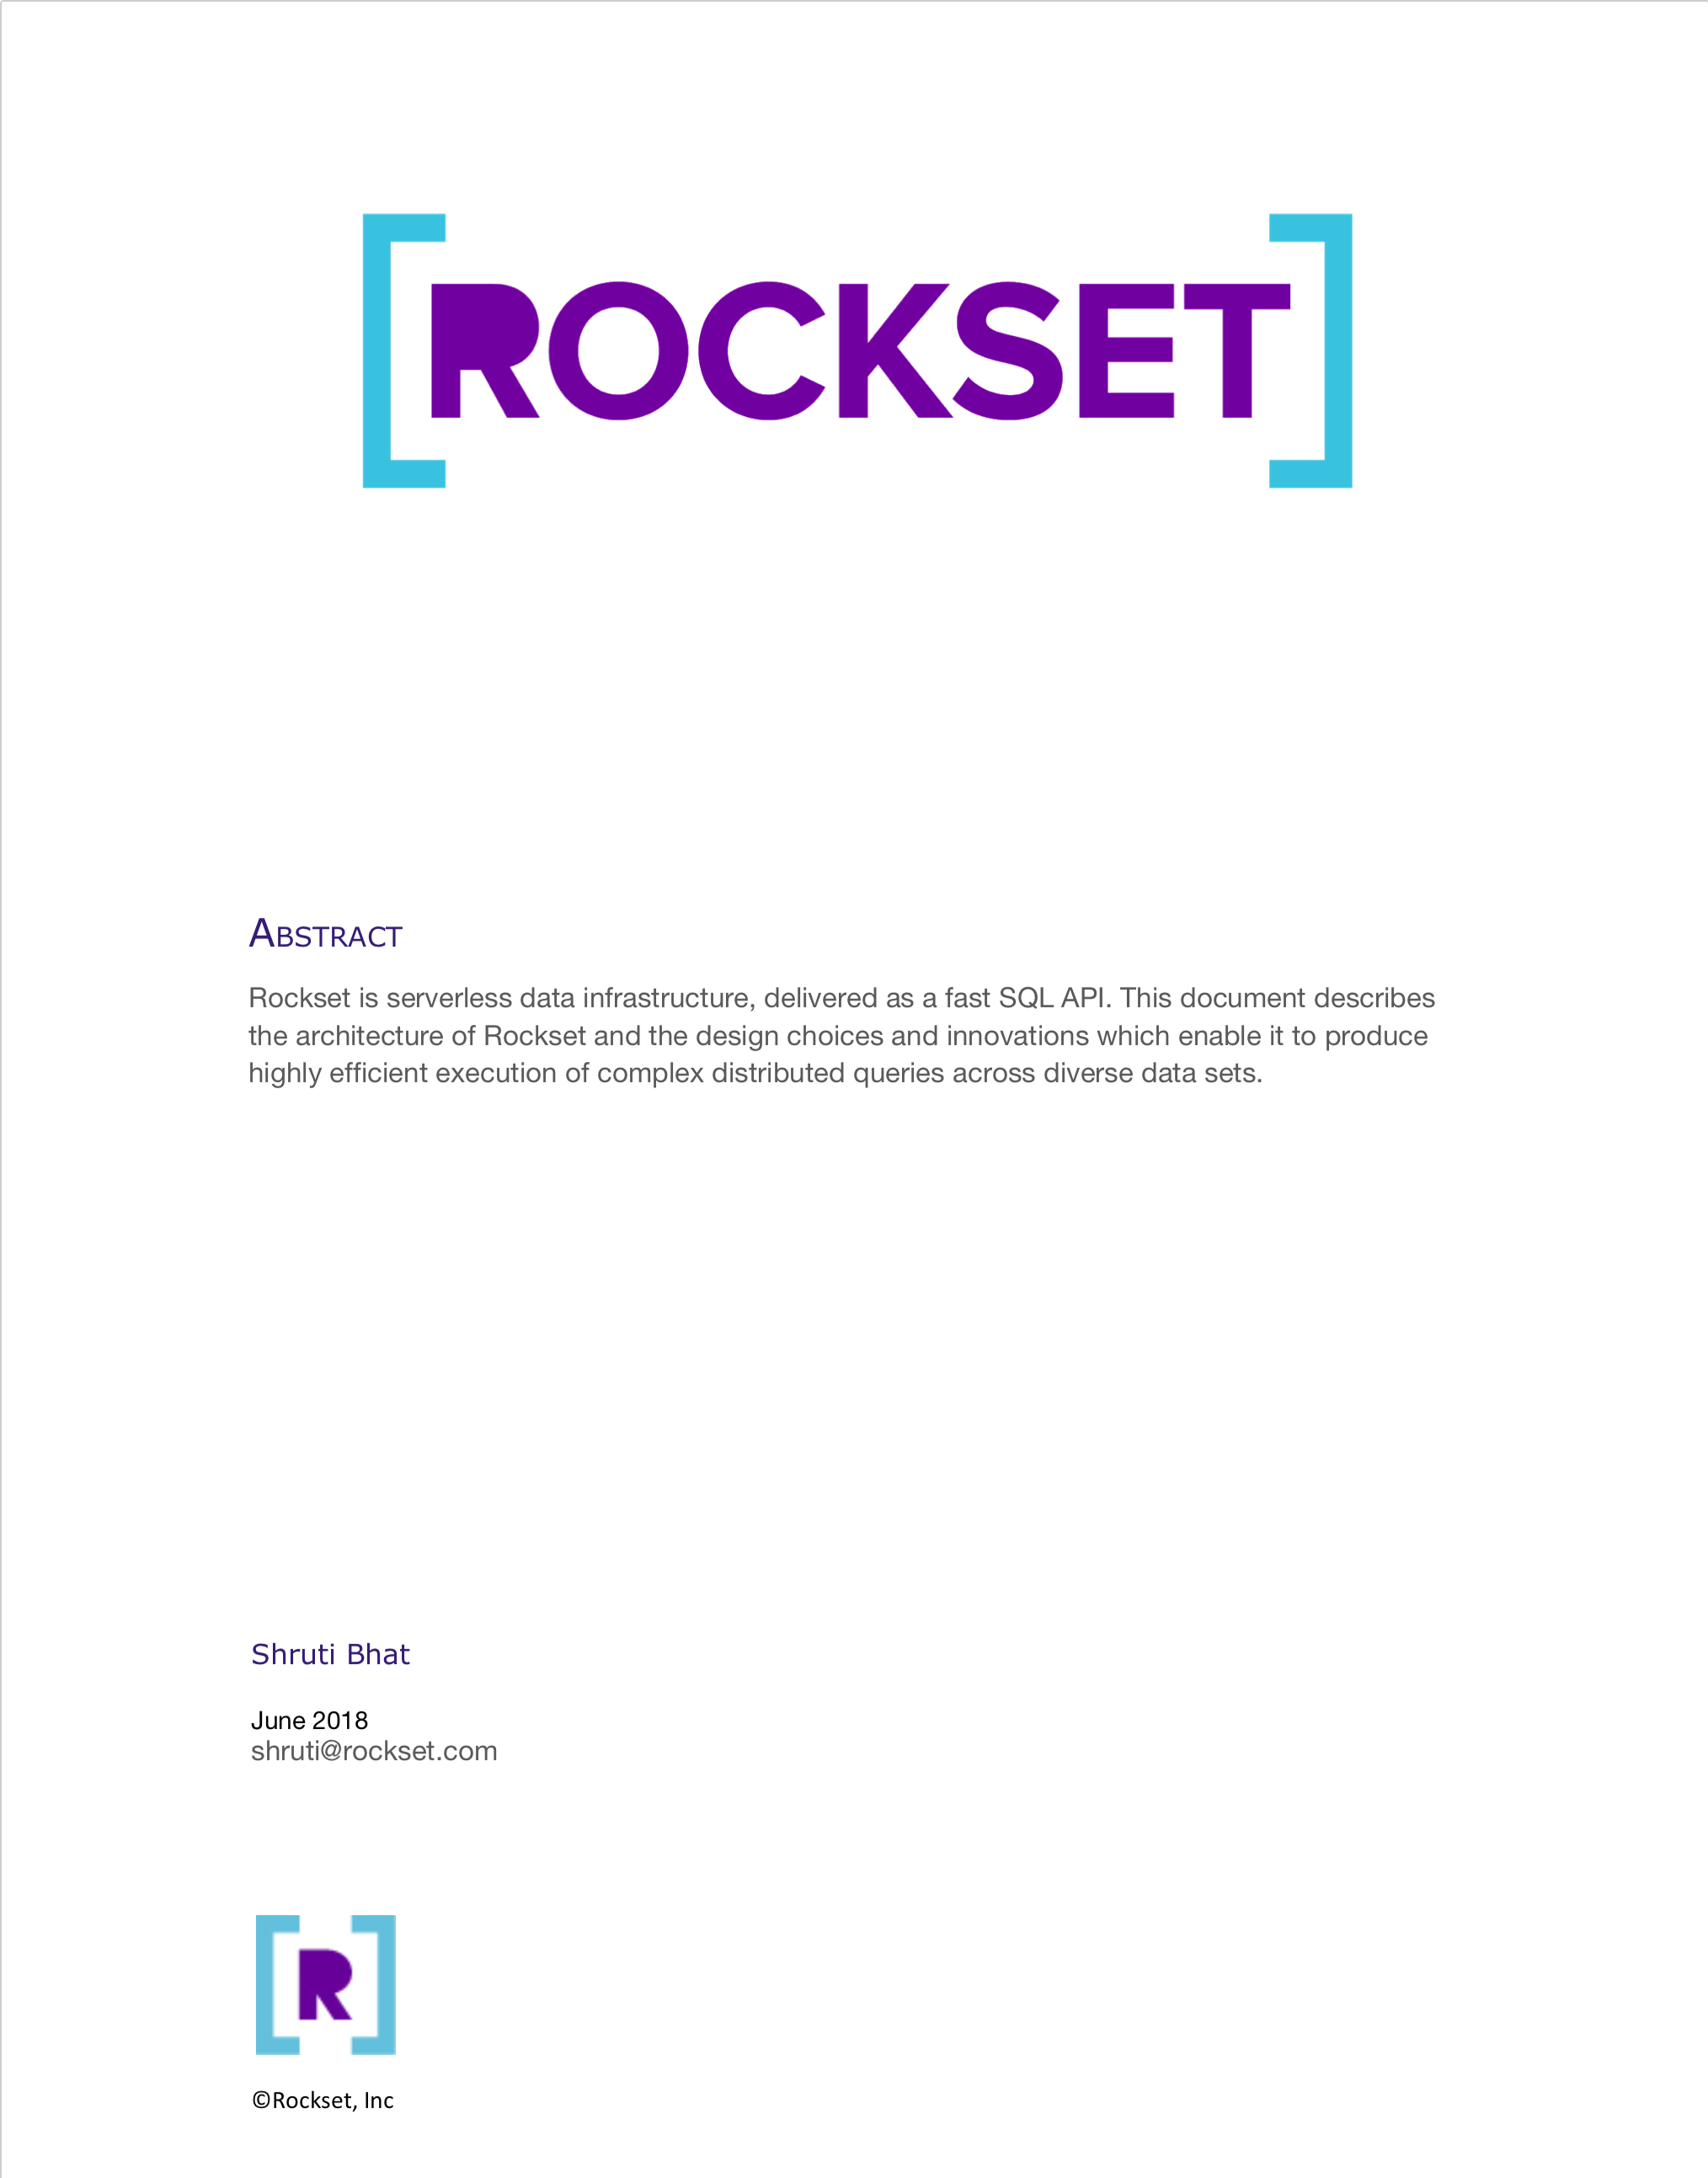 [ROCKSET]
ABSTRACT
Rockset is serverless data infrastructure, delivered as a fast SQL API. This document describes
the architecture of Rockset and the design choices and innovations which enable it to produce
highly efficient execution of complex distributed queries across diverse data sets.
Shruti Bhat
June 2018
shruti@rockset.com
[R]
©Rockset, Inc